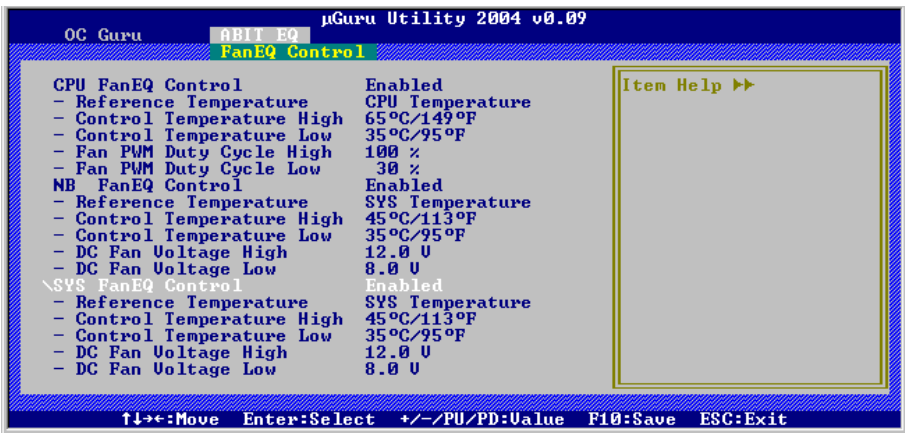 µGuru Utility 2004 v0.09
OC Guru ABIT EQ
FanEQ Control
CPU FanEQ Control Enabled
- Reference Temperature CPU Temperature
- Control Temperature High 65ºC/149ºF
- Control Temperature Low 35ºC/95ºF
- Fan PWM Duty Cycle High 100 %
- Fan PWM Duty Cycle Low 30 %
NB FanEQ Control Enabled
- Reference Temperature SYS Temperature
- Control Temperature High 45ºC/113ºF
- Control Temperature Low 35ºC/95ºF
- DC Fan Voltage High 12.0 V
- DC Fan Voltage Low 8.0 V
\SYS FanEQ Control Enabled
- Reference Temperature SYS Temperature
- Control Temperature High 45ºC/113ºF
- Control Temperature Low 35ºC/95ºF
- DC Fan Voltage High 12.0 V
- DC Fan Voltage Low 8.0 V
Item Help ▶▶
↑↓→←:Move Enter:Select +/-/PU/PD:Value F10:Save ESC:Exit